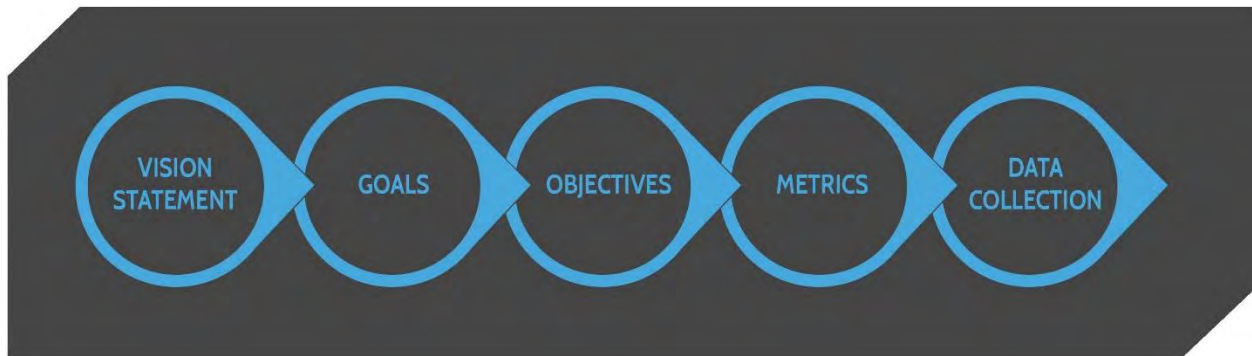 VISION
STATEMENT
GOALS
OBJECTIVES
METRICS
DATA
COLLECTION